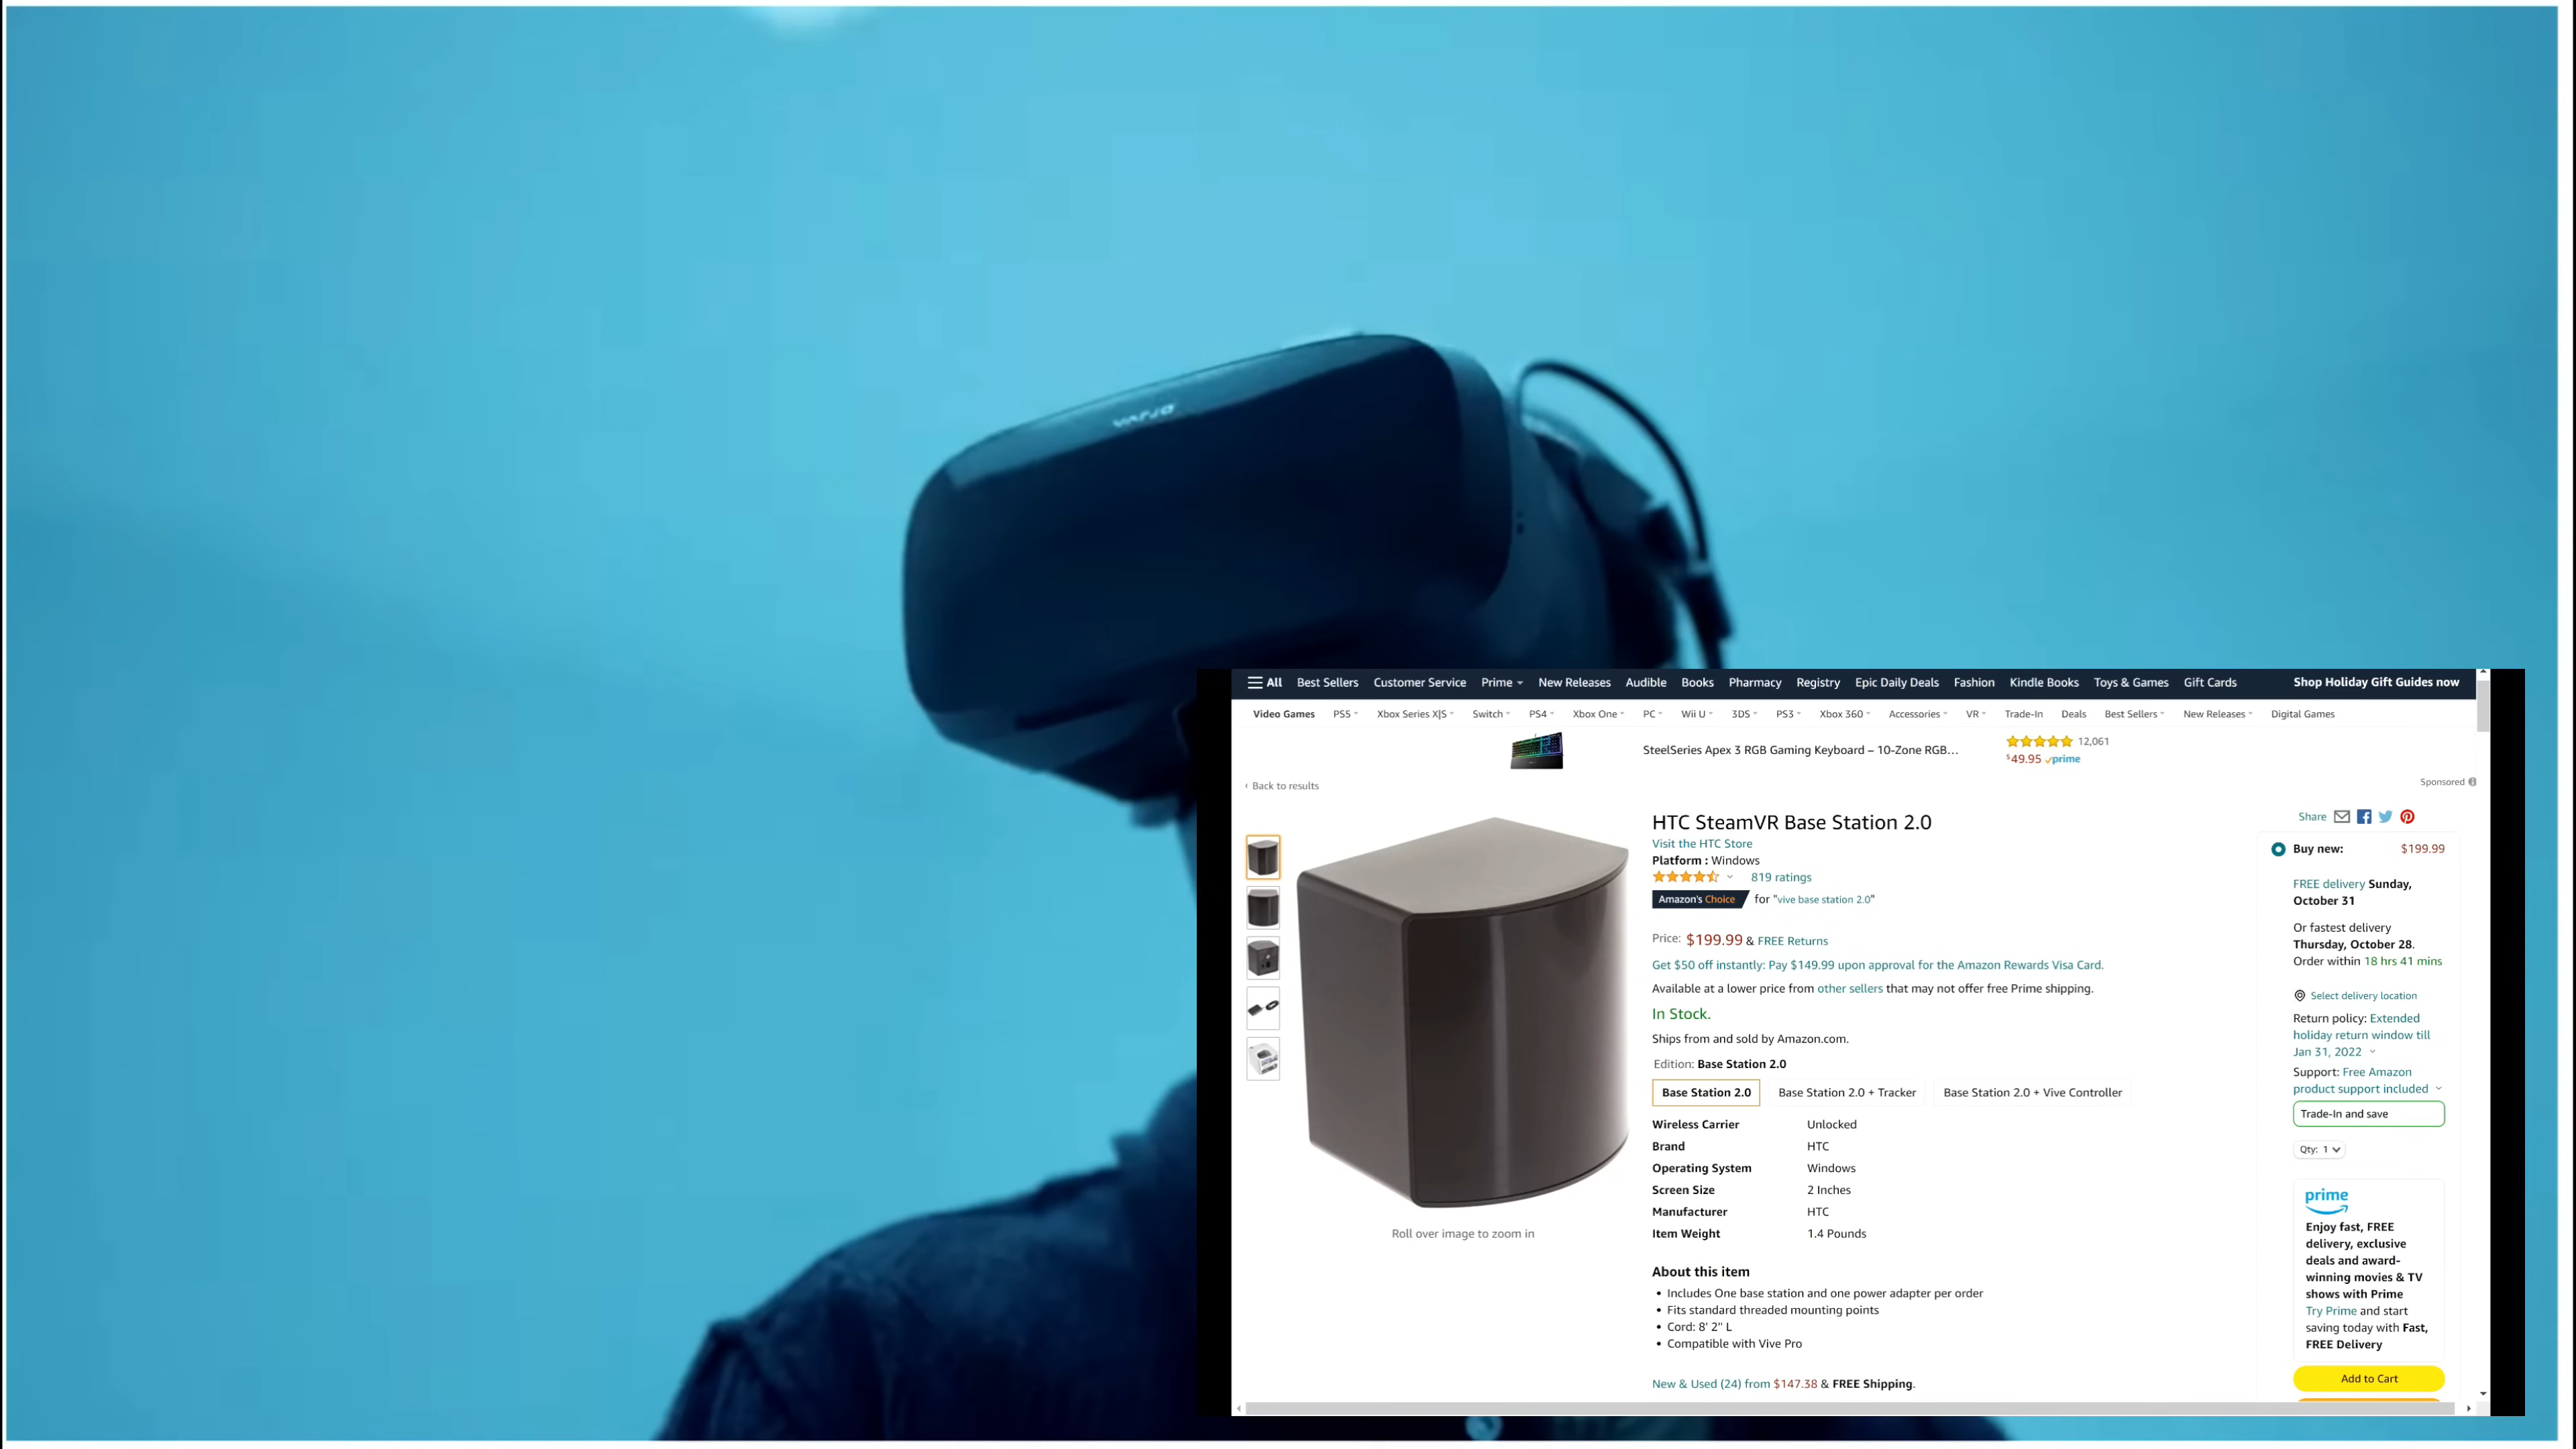 VARJO
All Best Sellers Customer Service Prime New Releases Audible Books Pharmacy Registry Epic Daily Deals Fashion Kindle Books Toys & Games Gift Cards Shop Holiday Gift Guides now
Video Games PS5 Xbox Series X|S Switch PS4 Xbox One PC Wii U 3DS PS3 Xbox 360 Accessories VR Trade-In Deals Best Sellers New Releases Digital Games
SteelSeries Apex 3 RGB Gaming Keyboard – 10-Zone RGB… 12,061
$49.95 prime
‹ Back to results
Sponsored
HTC SteamVR Base Station 2.0
Visit the HTC Store
Platform : Windows
819 ratings
Amazon's Choice for "vive base station 2.0"
Price: $199.99 & FREE Returns
Get $50 off instantly: Pay $149.99 upon approval for the Amazon Rewards Visa Card.
Available at a lower price from other sellers that may not offer free Prime shipping.
In Stock.
Ships from and sold by Amazon.com.
Edition: Base Station 2.0
Base Station 2.0 Base Station 2.0 + Tracker Base Station 2.0 + Vive Controller
Wireless Carrier Unlocked
Brand HTC
Operating System Windows
Screen Size 2 Inches
Manufacturer HTC
Item Weight 1.4 Pounds
Roll over image to zoom in
About this item
• Includes One base station and one power adapter per order
• Fits standard threaded mounting points
• Cord: 8' 2" L
• Compatible with Vive Pro
New & Used (24) from $147.38 & FREE Shipping.
Share
Buy new: $199.99
FREE delivery Sunday,
October 31
Or fastest delivery
Thursday, October 28.
Order within 18 hrs 41 mins
Select delivery location
Return policy: Extended
holiday return window till
Jan 31, 2022
Support: Free Amazon
product support included
Trade-In and save
Qty: 1
prime
Enjoy fast, FREE
delivery, exclusive
deals and award-
winning movies & TV
shows with Prime
Try Prime and start
saving today with Fast,
FREE Delivery
Add to Cart